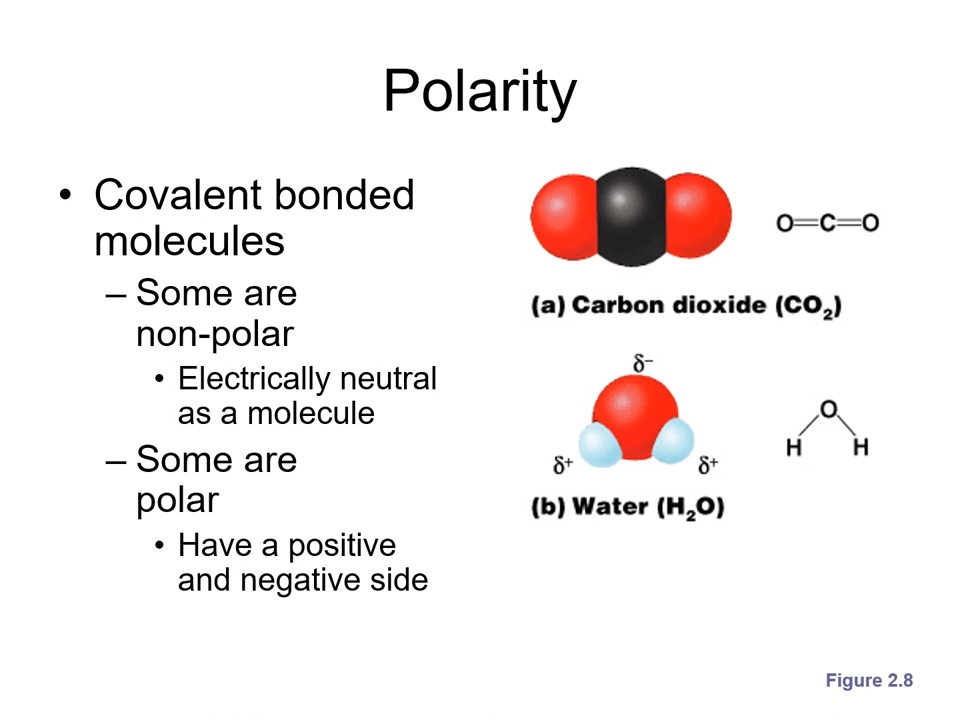 Polarity
• Covalent bonded
molecules
– Some are
non-polar
• Electrically neutral
as a molecule
– Some are
polar
• Have a positive
and negative side
O=C=O
(a) Carbon dioxide (CO₂)
δ−
O
H H
δ+ δ+
(b) Water (H₂O)
Figure 2.8